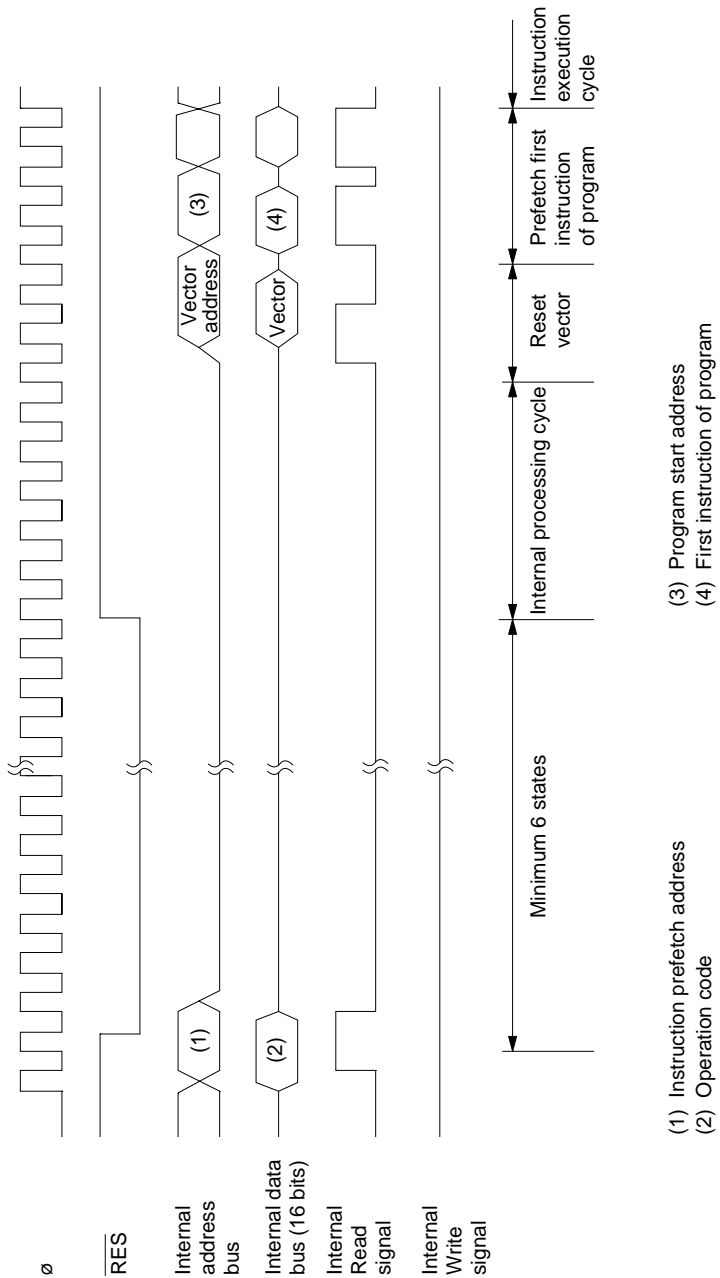 ø
RES
Internal
address
bus
Internal data
bus (16 bits)
Internal
Read
signal
Internal
Write
signal
(1)
(2)
Vector
address
Vector
(3)
(4)
Minimum 6 states
Internal processing cycle
Reset
vector
Prefetch first
instruction
of program
Instruction
execution
cycle
(1) Instruction prefetch address
(2) Operation code
(3) Program start address
(4) First instruction of program